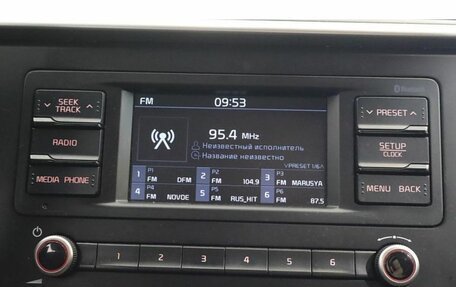 Bluetooth
SEEK
TRACK
RADIO
MEDIA PHONE
FM 09:53
95.4 MHz
Неизвестный исполнитель
Название неизвестно
PRESET 1/6
1 P1 FM DFM
2 P2 FM 104.9
3 P3 FM MARUSYA
4 P4 FM NOVOE
5 P5 FM RUS_HIT
6 P6 FM 87.5
PRESET
SETUP
CLOCK
MENU BACK
1 2 3 4 5 6